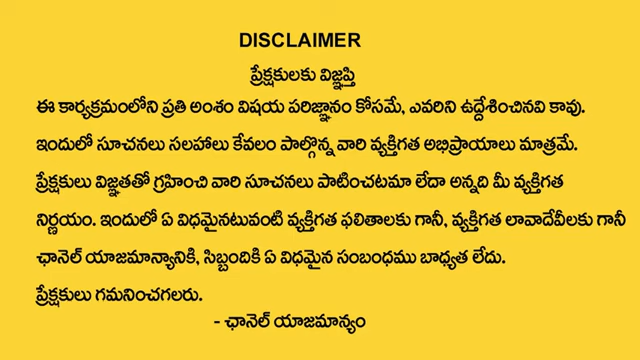 DISCLAIMER
ప్రేక్షకులకు విజ్ఞప్తి
ఈ కార్యక్రమంలోని ప్రతి అంశం విషయ పరిజ్ఞానం కోసమే, ఎవరిని ఉద్దేశించినవి కావు.
ఇందులో సూచనలు సలహాలు కేవలం పాల్గొన్న వారి వ్యక్తిగత అభిప్రాయాలు మాత్రమే.
ప్రేక్షకులు విజ్ఞతతో గ్రహించి వారి సూచనలు పాటించటమా లేదా అన్నది మీ వ్యక్తిగత
నిర్ణయం. ఇందులో ఏ విధమైనటువంటి వ్యక్తిగత ఫలితాలకు గానీ, వ్యక్తిగత లావాదేవీలకు గానీ
ఛానెల్ యాజమాన్యానికి, సిబ్బందికి ఏ విధమైన సంబంధము బాధ్యత లేదు.
ప్రేక్షకులు గమనించగలరు.
- ఛానెల్ యాజమాన్యం